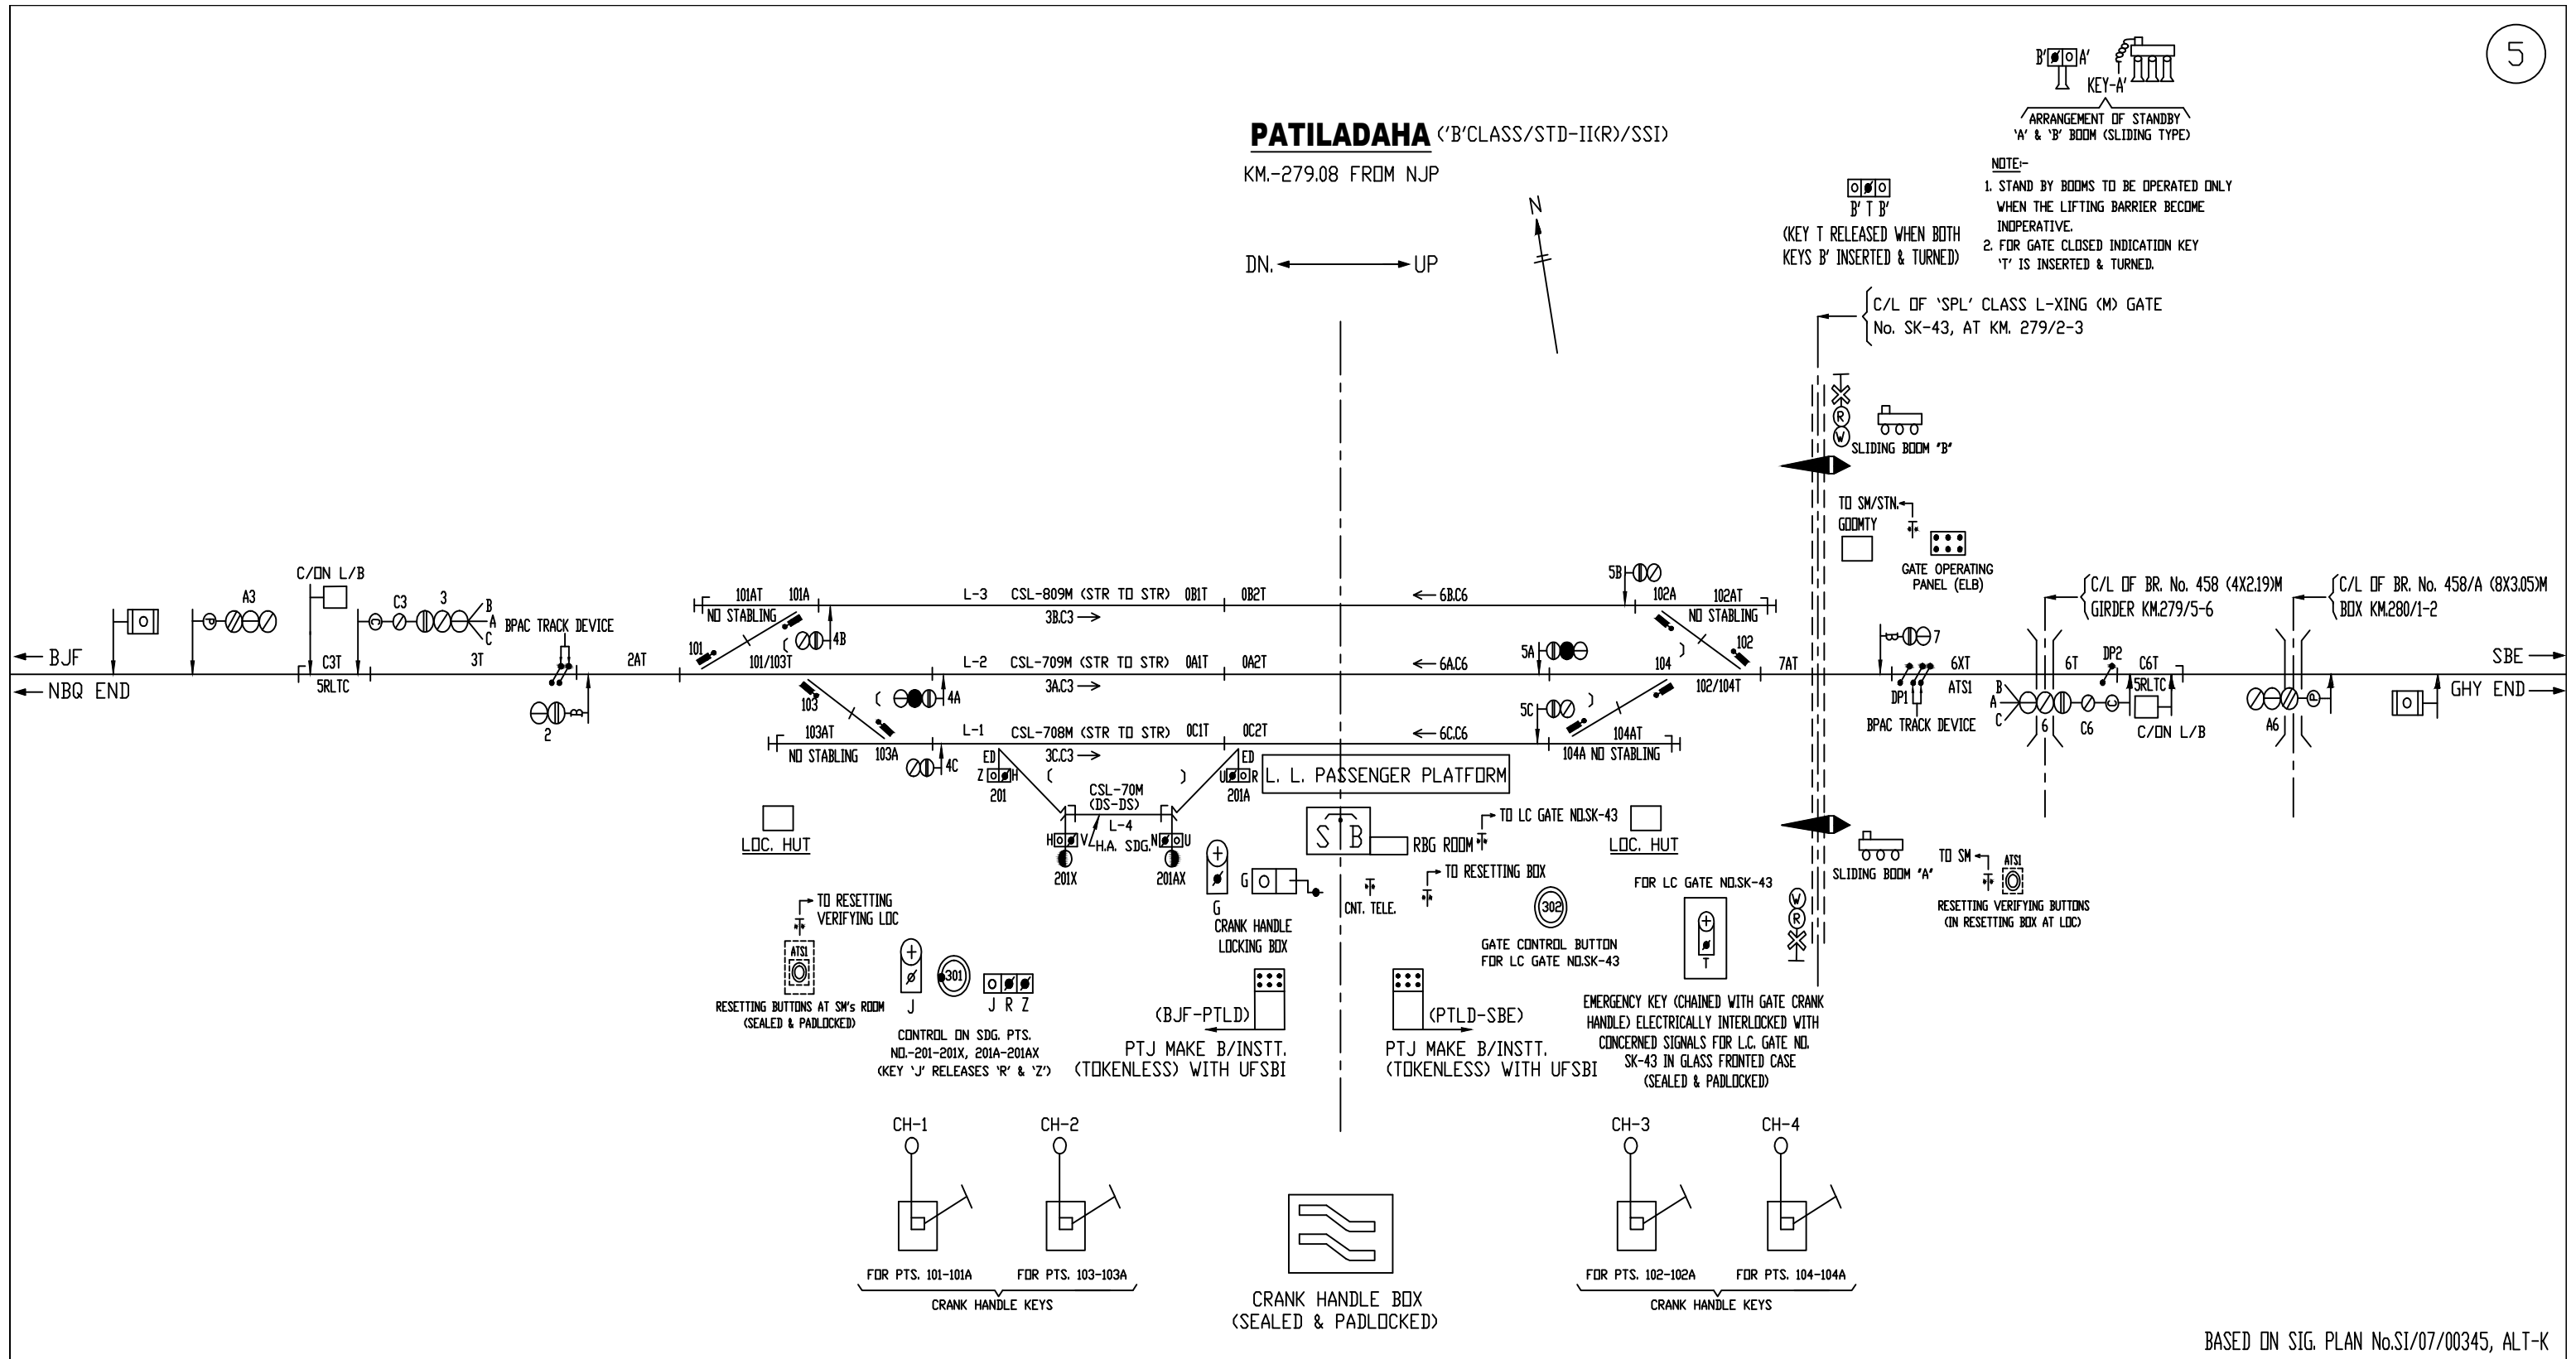 5
B' A'
KEY-A'
ARRANGEMENT OF STANDBY
'A' & 'B' BOOM (SLIDING TYPE)
PATILADAHA ('B'CLASS/STD-II(R)/SSI)
KM.-279.08 FROM NJP
N
DN. UP
NOTE:-
1. STAND BY BOOMS TO BE OPERATED ONLY
WHEN THE LIFTING BARRIER BECOME
INOPERATIVE.
2. FOR GATE CLOSED INDICATION KEY
'T' IS INSERTED & TURNED.
B' T B'
(KEY T RELEASED WHEN BOTH
KEYS B' INSERTED & TURNED)
C/L OF 'SPL' CLASS L-XING (M) GATE
No. SK-43, AT KM. 279/2-3
R
W
SLIDING BOOM "B"
TO SM/STN.
GOOMTY
GATE OPERATING
PANEL (ELB)
C/L OF BR. No. 458 (4X2.19)M
GIRDER KM.279/5-6
C/L OF BR. No. 458/A (8X3.05)M
BOX KM.280/1-2
C/ON L/B
A3
P
C3
C
3
B
A
C
BPAC TRACK DEVICE
BJF
NBQ END
C3T
5RLTC
3T
2
B
2AT
101AT
101A
NO STABLING
101
101/103T
4B
L-3 CSL-809M (STR TO STR) 0B1T 0B2T
3B.C3
6B.C6
5B
102A
102AT
NO STABLING
102
L-2 CSL-709M (STR TO STR) 0A1T 0A2T
3A.C3
6A.C6
5A
104
102/104T
7AT
103
4A
103AT
NO STABLING
103A
4C
L-1 CSL-708M (STR TO STR) 0C1T 0C2T
3C.C3
6C.C6
5C
104AT
104A NO STABLING
B
7
DP1
6XT
ATS1
BPAC TRACK DEVICE
B
A
C
6
6T
C6
C
DP2
C6T
5RLTC
C/ON L/B
A6
P
SBE
GHY END
ED
Z H
201
ED
U R
201A
CSL-70M
(DS-DS)
L-4
H.A. SDG.
H V
201X
N U
201AX
L. L. PASSENGER PLATFORM
S B
RBG ROOM
TO LC GATE NO.SK-43
TO RESETTING BOX
CNT. TELE.
LOC. HUT
LOC. HUT
G
G
CRANK HANDLE
LOCKING BOX
302
GATE CONTROL BUTTON
FOR LC GATE NO.SK-43
FOR LC GATE NO.SK-43
T
EMERGENCY KEY (CHAINED WITH GATE CRANK
HANDLE) ELECTRICALLY INTERLOCKED WITH
CONCERNED SIGNALS FOR L.C. GATE NO.
SK-43 IN GLASS FRONTED CASE
(SEALED & PADLOCKED)
W
R
SLIDING BOOM "A"
TO SM
ATS1
RESETTING VERIFYING BUTTONS
(IN RESETTING BOX AT LOC)
TO RESETTING
VERIFYING LOC
ATS1
RESETTING BUTTONS AT SM's ROOM
(SEALED & PADLOCKED)
J
301
J R Z
CONTROL ON SDG. PTS.
NO.-201-201X, 201A-201AX
(KEY 'J' RELEASES 'R' & 'Z')
(BJF-PTLD)
PTJ MAKE B/INSTT.
(TOKENLESS) WITH UFSBI
(PTLD-SBE)
PTJ MAKE B/INSTT.
(TOKENLESS) WITH UFSBI
CH-1
CH-2
CH-3
CH-4
FOR PTS. 101-101A
FOR PTS. 103-103A
CRANK HANDLE KEYS
CRANK HANDLE BOX
(SEALED & PADLOCKED)
FOR PTS. 102-102A
FOR PTS. 104-104A
CRANK HANDLE KEYS
BASED ON SIG. PLAN No.SI/07/00345, ALT-K